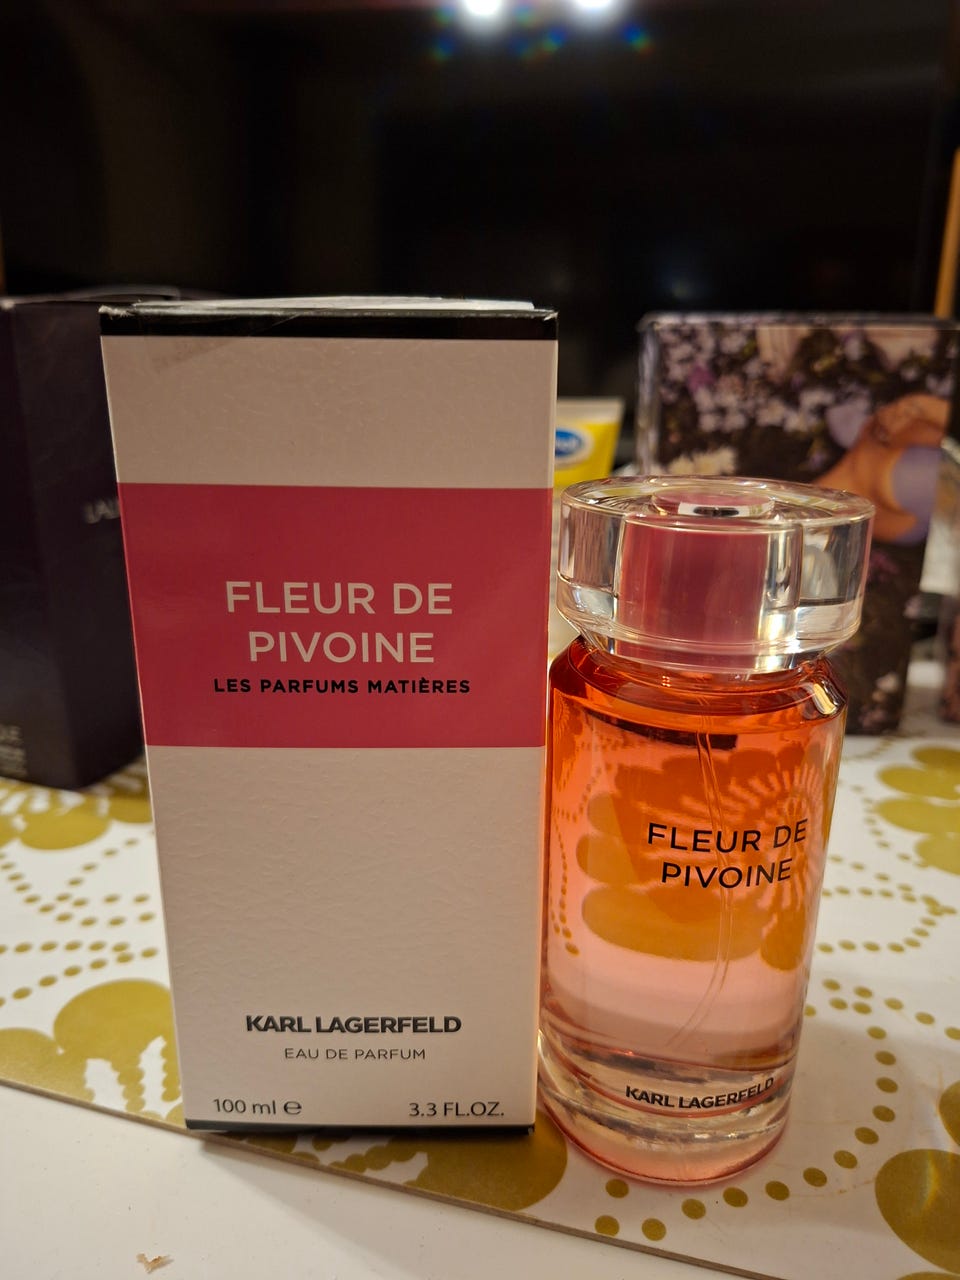 FLEUR DE
PIVOINE
LES PARFUMS MATIÈRES
KARL LAGERFELD
EAU DE PARFUM
100 ml ℮ 3.3 FL.OZ.
FLEUR DE
PIVOINE
KARL LAGERFELD